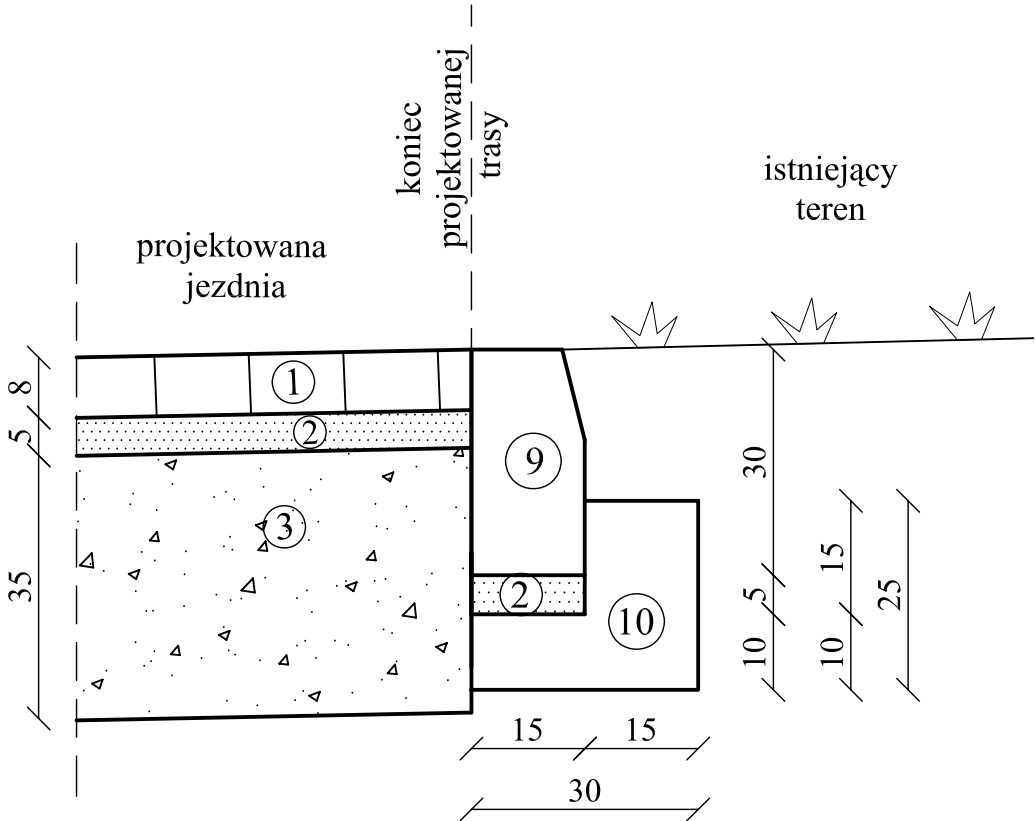 koniec
projektowanej
trasy
istniejący
teren
projektowana
jezdnia
8
5
35
1
2
3
9
2
10
30
5
10
15
10
25
15
15
30